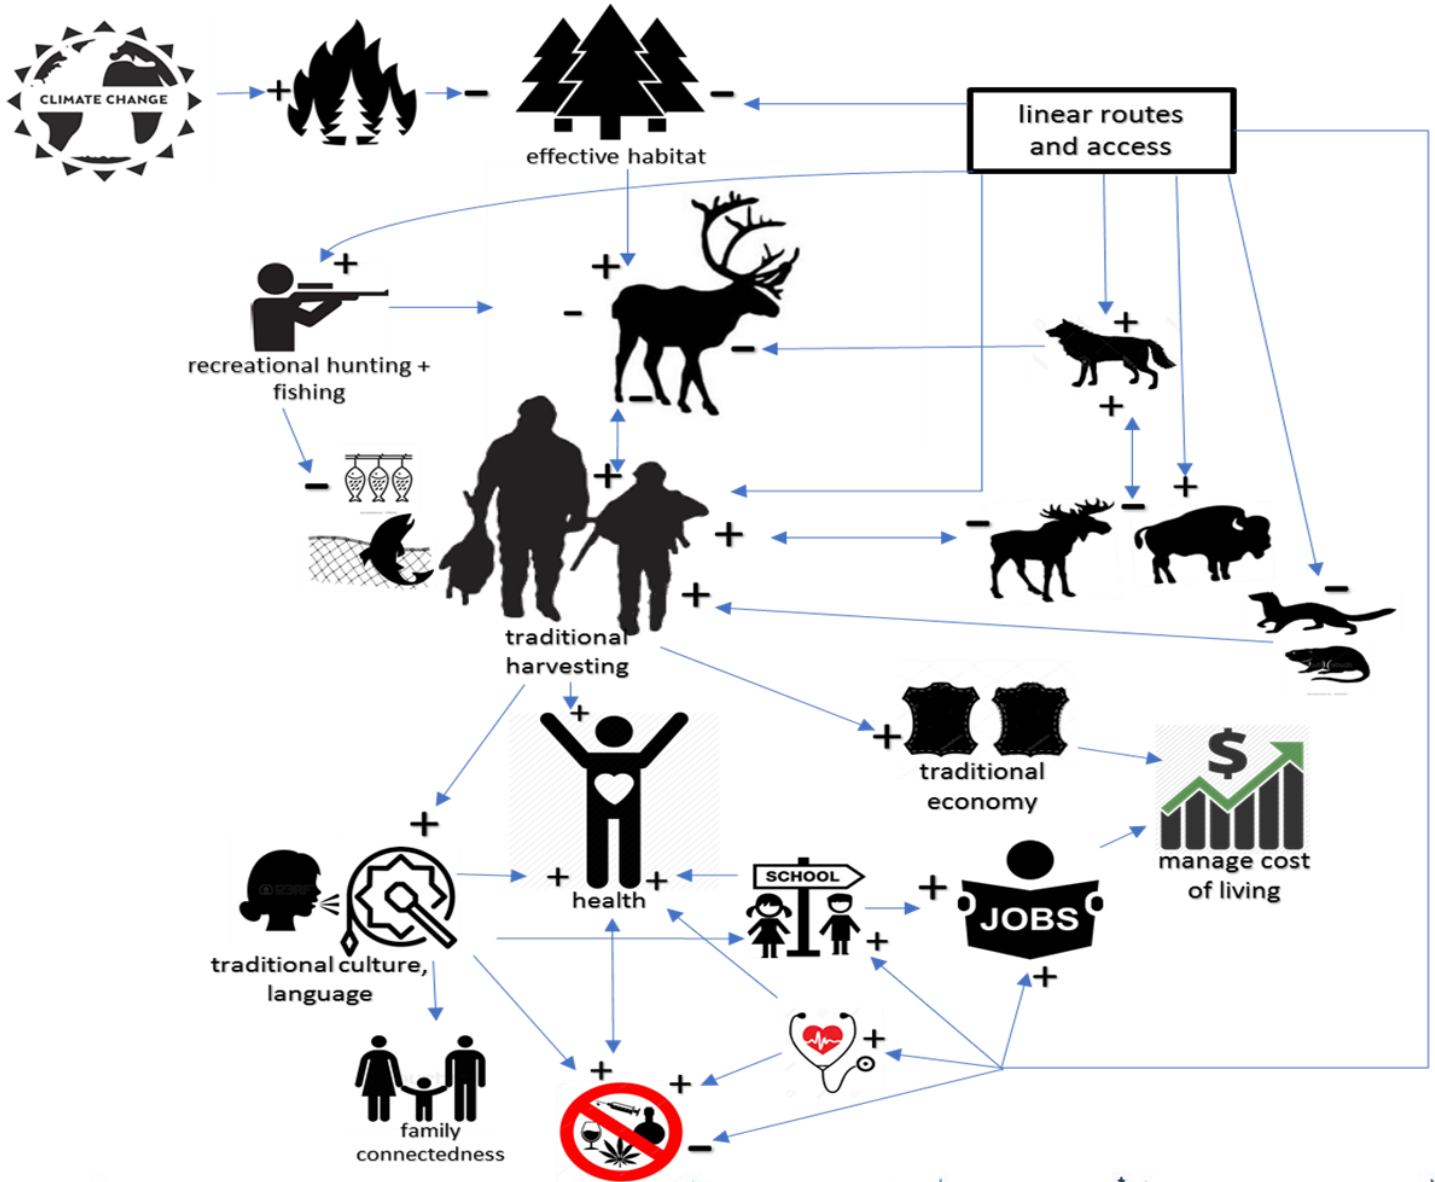 CLIMATE CHANGE
+
-
-
effective habitat
linear routes
and access
+
recreational hunting +
fishing
+
-
-
-
+
+
-
-
+
-
+
+
+
-
-
traditional
harvesting
+
+
traditional
economy
$
manage cost
of living
+
traditional culture,
language
+
+
health
SCHOOL
+
+
JOBS
+
+
family
connectedness
+
+
-